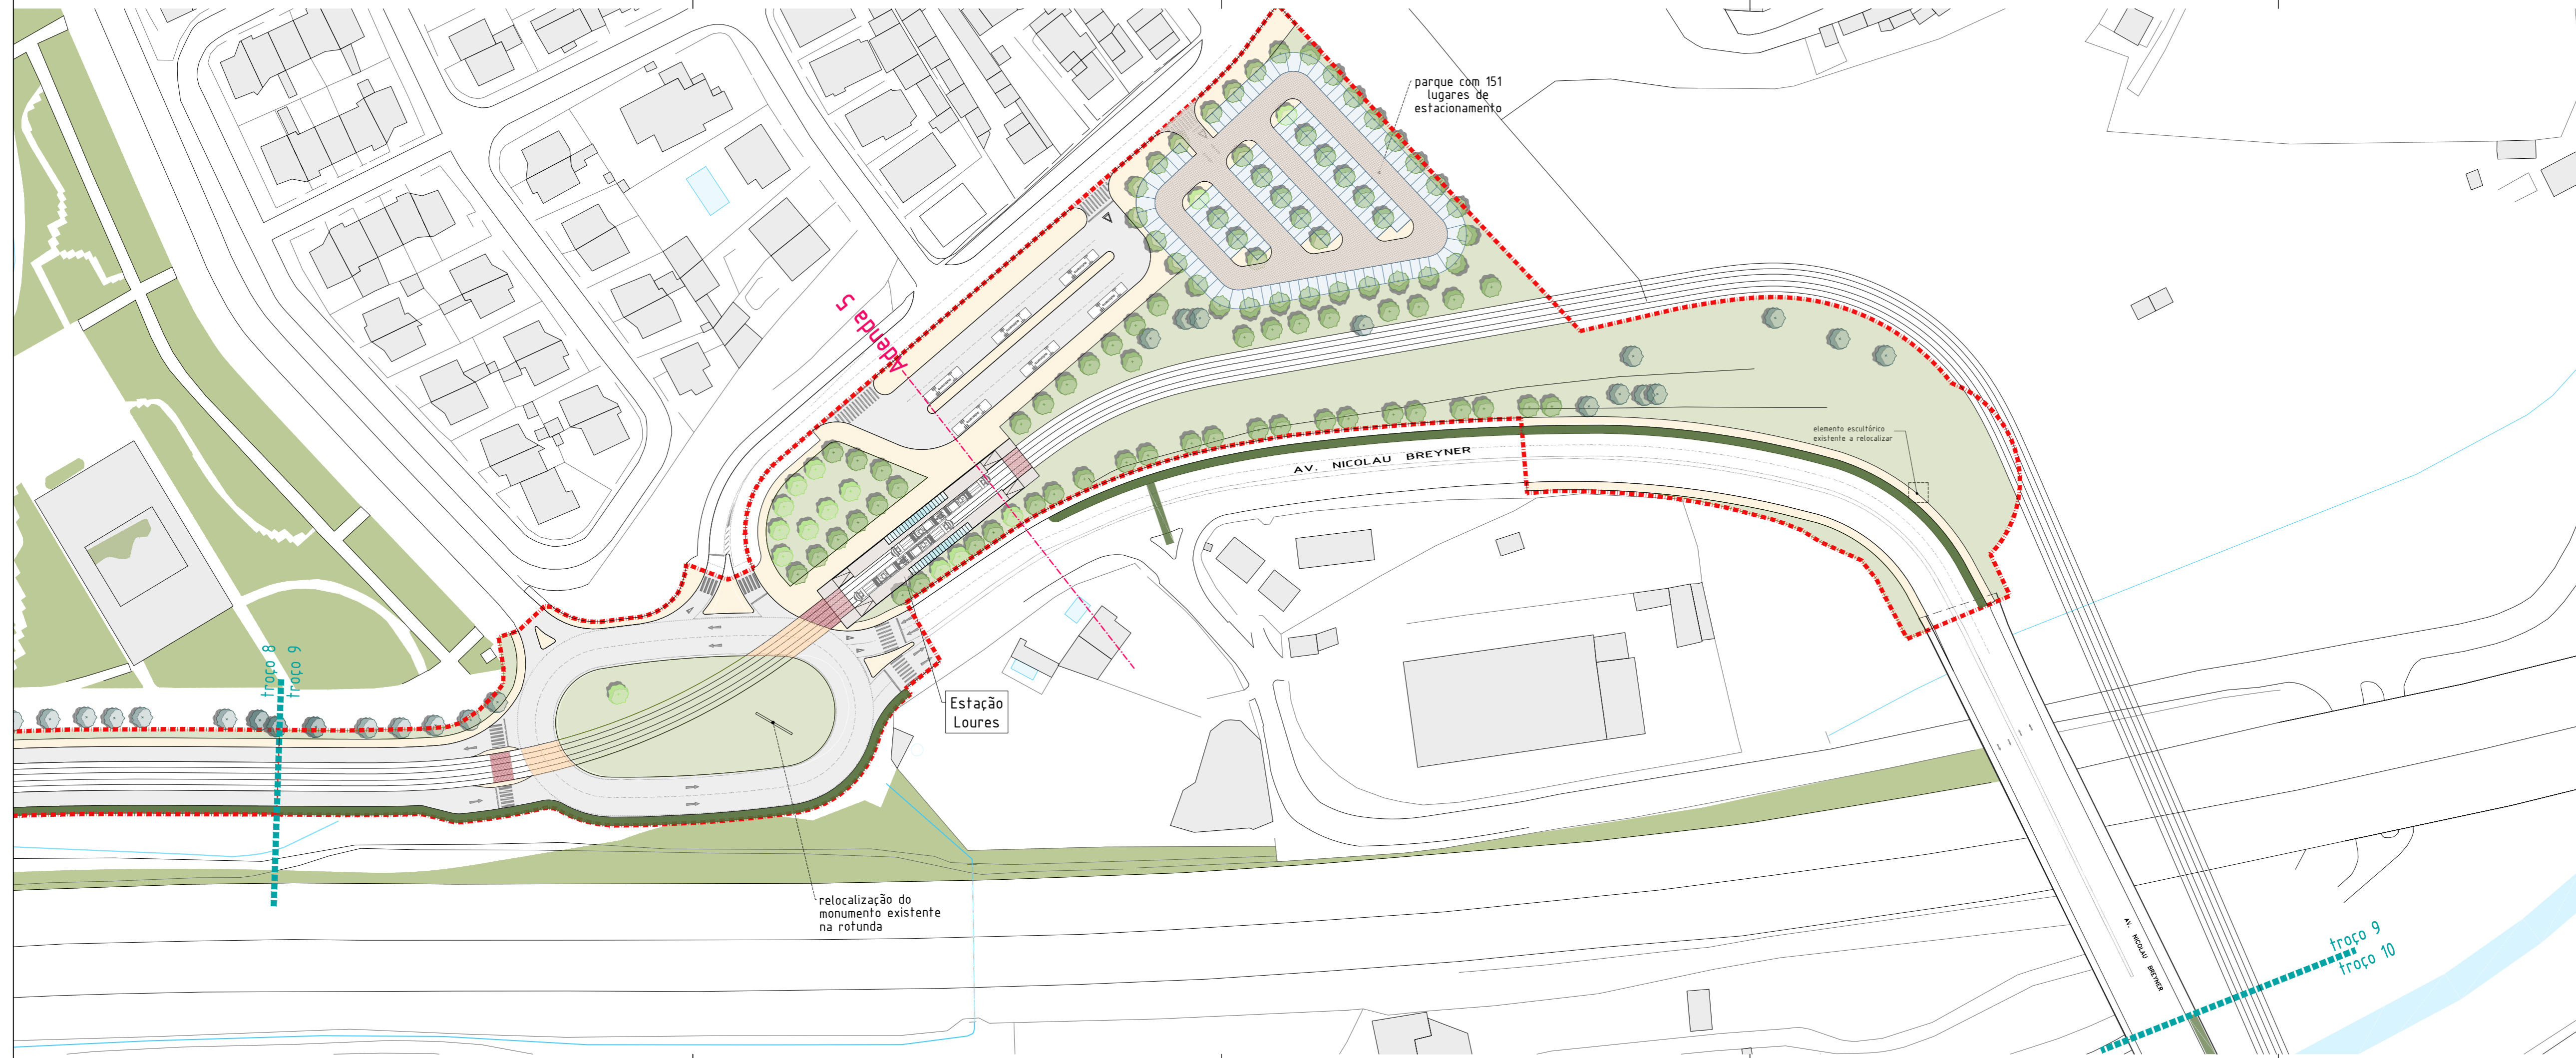 parque com 151
lugares de
estacionamento
Adenda 5
elemento escultórico
existente a relocalizar
AV. NICOLAU BREYNER
troço 8
troço 9
Estação
Loures
relocalização do
monumento existente
na rotunda
AV. NICOLAU BREYNER
troço 9
troço 10